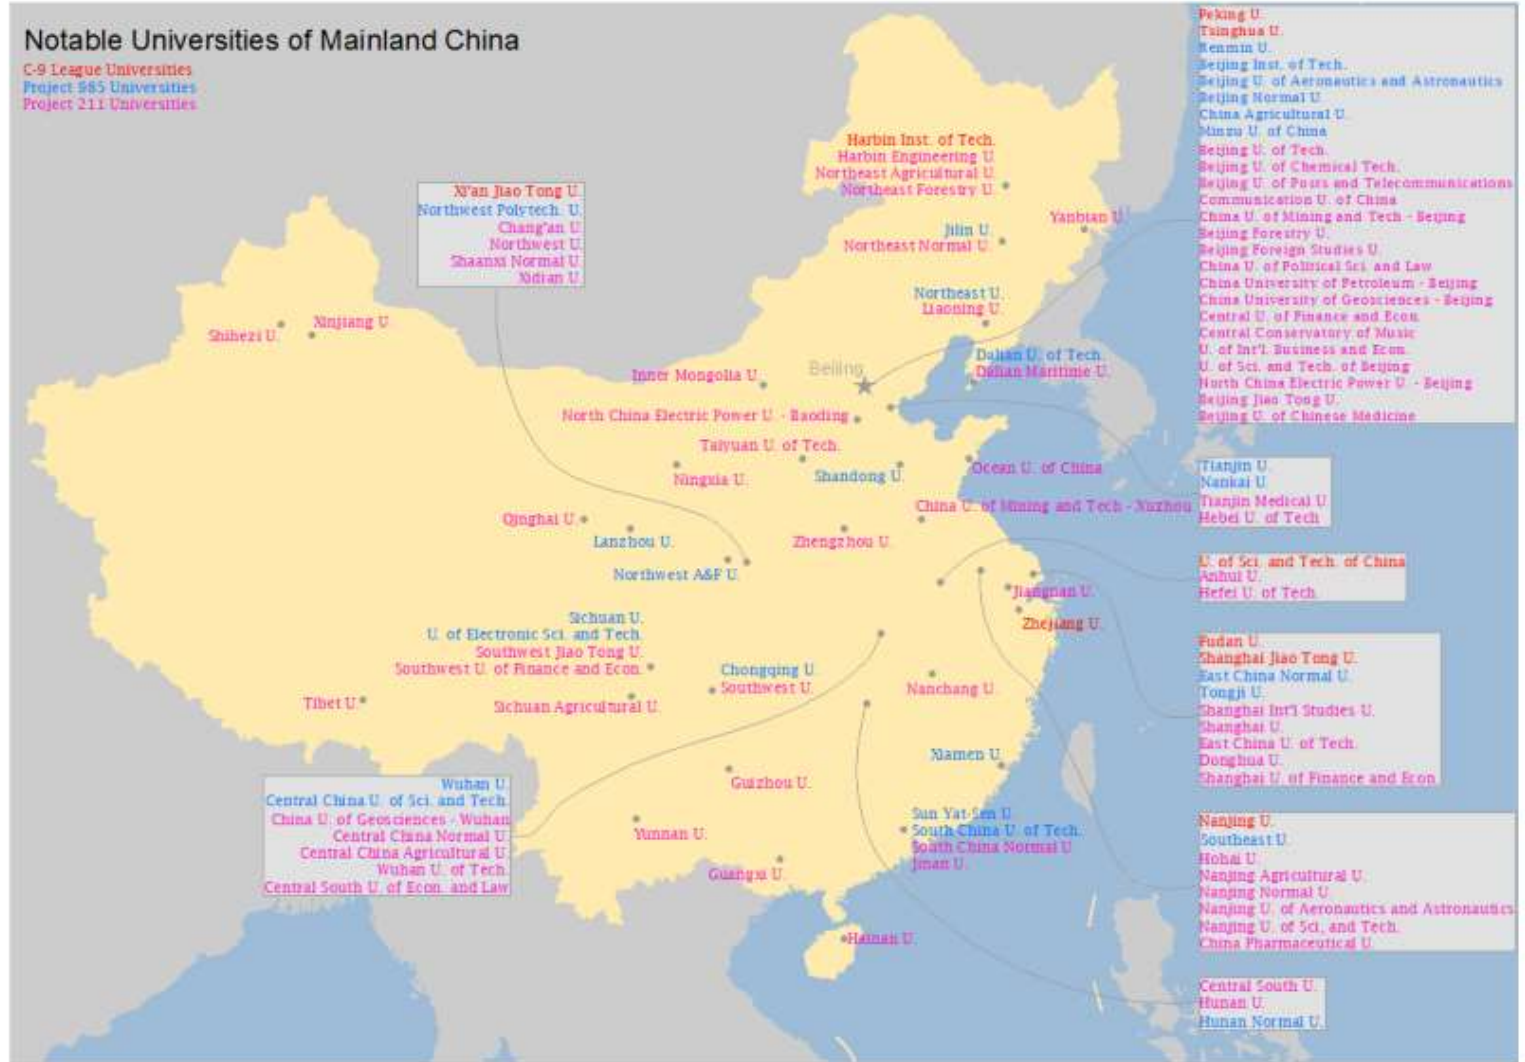 Notable Universities of Mainland China
C-9 League Universities
Project 985 Universities
Project 211 Universities
Peking U.
Tsinghua U.
Renmin U.
Beijing Inst. of Tech.
Beijing U. of Aeronautics and Astronautics
Beijing Normal U.
China Agricultural U.
Minzu U. of China
Beijing U. of Tech.
Beijing U. of Chemical Tech.
Beijing U. of Posts and Telecommunications
Communication U. of China
China U. of Mining and Tech - Beijing
Beijing Forestry U.
Beijing Foreign Studies U.
China U. of Political Sci. and Law
China University of Petroleum - Beijing
China University of Geosciences - Beijing
Central U. of Finance and Econ.
Central Conservatory of Music
U. of Int'l. Business and Econ.
U. of Sci. and Tech. of Beijing
North China Electric Power U. - Beijing
Beijing Jiao Tong U.
Beijing U. of Chinese Medicine
Harbin Inst. of Tech.
Harbin Engineering U.
Northeast Agricultural U.
Northeast Forestry U.
Xi'an Jiao Tong U.
Northwest Polytech. U.
Chang'an U.
Northwest U.
Shaanxi Normal U.
Xidian U.
Yanbian U.
Jilin U.
Northeast Normal U.
Northeast U.
Liaoning U.
Shihezi U.
Xinjiang U.
Dalian U. of Tech.
Dalian Maritime U.
Beijing
Inner Mongolia U.
North China Electric Power U. - Baoding
Taiyuan U. of Tech.
Ningxia U.
Shandong U.
Ocean U. of China
Tianjin U.
Nankai U.
Tianjin Medical U.
Hebei U. of Tech
China U. of Mining and Tech - Xuzhou
Qinghai U.
Lanzhou U.
Zhengzhou U.
Northwest A&F U.
U. of Sci. and Tech. of China
Anhui U.
Hefei U. of Tech.
Jiangnan U.
Zhejiang U.
Sichuan U.
U. of Electronic Sci. and Tech.
Southwest Jiao Tong U.
Southwest U. of Finance and Econ.
Chongqing U.
Southwest U.
Nanchang U.
Fudan U.
Shanghai Jiao Tong U.
East China Normal U.
Tongji U.
Shanghai Int'l Studies U.
Shanghai U.
East China U. of Tech.
Donghua U.
Shanghai U. of Finance and Econ.
Tibet U.
Sichuan Agricultural U.
Xiamen U.
Guizhou U.
Wuhan U.
Central China U. of Sci. and Tech.
China U. of Geosciences - Wuhan
Central China Normal U.
Central China Agricultural U.
Wuhan U. of Tech.
Central South U. of Econ. and Law
Yunnan U.
Sun Yat-Sen U.
South China U. of Tech.
South China Normal U.
Jinan U.
Guangxi U.
Nanjing U.
Southeast U.
Hohai U.
Nanjing Agricultural U.
Nanjing Normal U.
Nanjing U. of Aeronautics and Astronautics
Nanjing U. of Sci, and Tech.
China Pharmaceutical U.
Hainan U.
Central South U.
Hunan U.
Hunan Normal U.